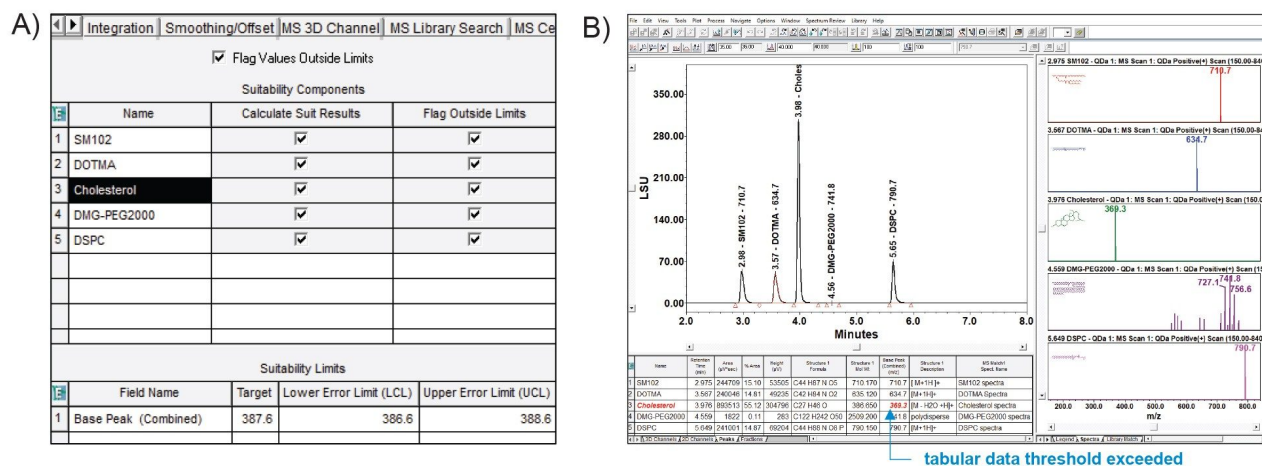 A)
Integration Smoothing/Offset MS 3D Channel MS Library Search MS Ce
Flag Values Outside Limits
Suitability Components
Name Calculate Suit Results Flag Outside Limits
1 SM102
2 DOTMA
3 Cholesterol
4 DMG-PEG2000
5 DSPC
Suitability Limits
Field Name Target Lower Error Limit (LCL) Upper Error Limit (UCL)
1 Base Peak (Combined) 387.6 386.6 388.6
B)
File Edit View Tools Plot Process Navigate Options Window Spectrum Review Library Help
LSU
350.00
280.00
210.00
140.00
70.00
0.00
2.98 - SM102 - 710.7
3.57 - DOTMA - 634.7
3.98 - Choles
4.56 - DMG-PEG2000 - 741.8
5.65 - DSPC - 790.7
2.0 3.0 4.0 5.0 6.0 7.0 8.0
Minutes
2.975 SM102 - QDa 1: MS Scan 1: QDa Positive(+) Scan (150.00-840
710.7
3.567 DOTMA - QDa 1: MS Scan 1: QDa Positive(+) Scan (150.00-84
634.7
3.976 Cholesterol - QDa 1: MS Scan 1: QDa Positive(+) Scan (150.0
369.3
4.559 DMG-PEG2000 - QDa 1: MS Scan 1: QDa Positive(+) Scan (15
741.8
727.1
756.6
5.649 DSPC - QDa 1: MS Scan 1: QDa Positive(+) Scan (150.00-840
790.7
200.0 300.0 400.0 500.0 600.0 700.0 800.0
m/z
Name Retention Time (min) Area (µV*sec) % Area Height (µV) Structure 1 Formula Structure 1 Mol Wt Base Peak (Combined) (m/z) Structure 1 Description MS Match1 Spect. Name
1 SM102 2.975 244709 15.10 53505 C44 H87 N O5 710.170 710.7 [M+1H]+ SM102 spectra
2 DOTMA 3.567 240046 14.81 49235 C42 H84 N O2 635.120 634.7 [M+1H]+ DOTMA Spectra
3 Cholesterol 3.976 893513 55.12 304796 C27 H46 O 386.650 369.3 [M - H2O +H]+ Cholesterol spectra
4 DMG-PEG2000 4.559 1822 0.11 283 C122 H242 O50 2509.200 41.8 polydisperse DMG-PEG2000 spectra
5 DSPC 5.649 241001 14.87 69204 C44 H88 N O8 P 790.150 790.7 [M+1H]+ DSPC spectra
3D Channels 2D Channels Peaks Fractions
Legend Spectra Library Match
tabular data threshold exceeded